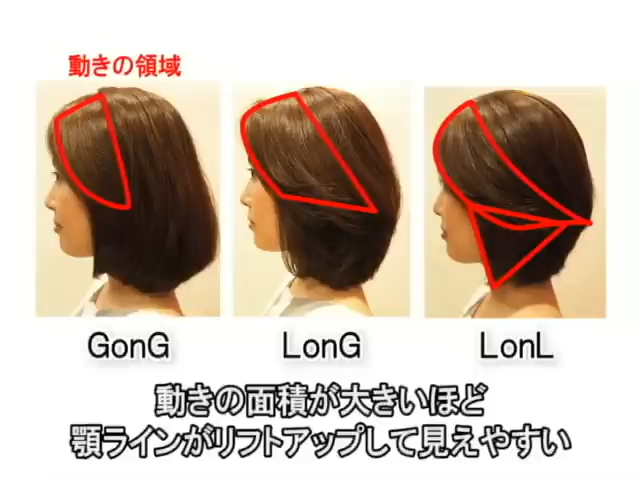 動きの領域
GonG
LonG
LonL
動きの面積が大きいほど
顎ラインがリフトアップして見えやすい